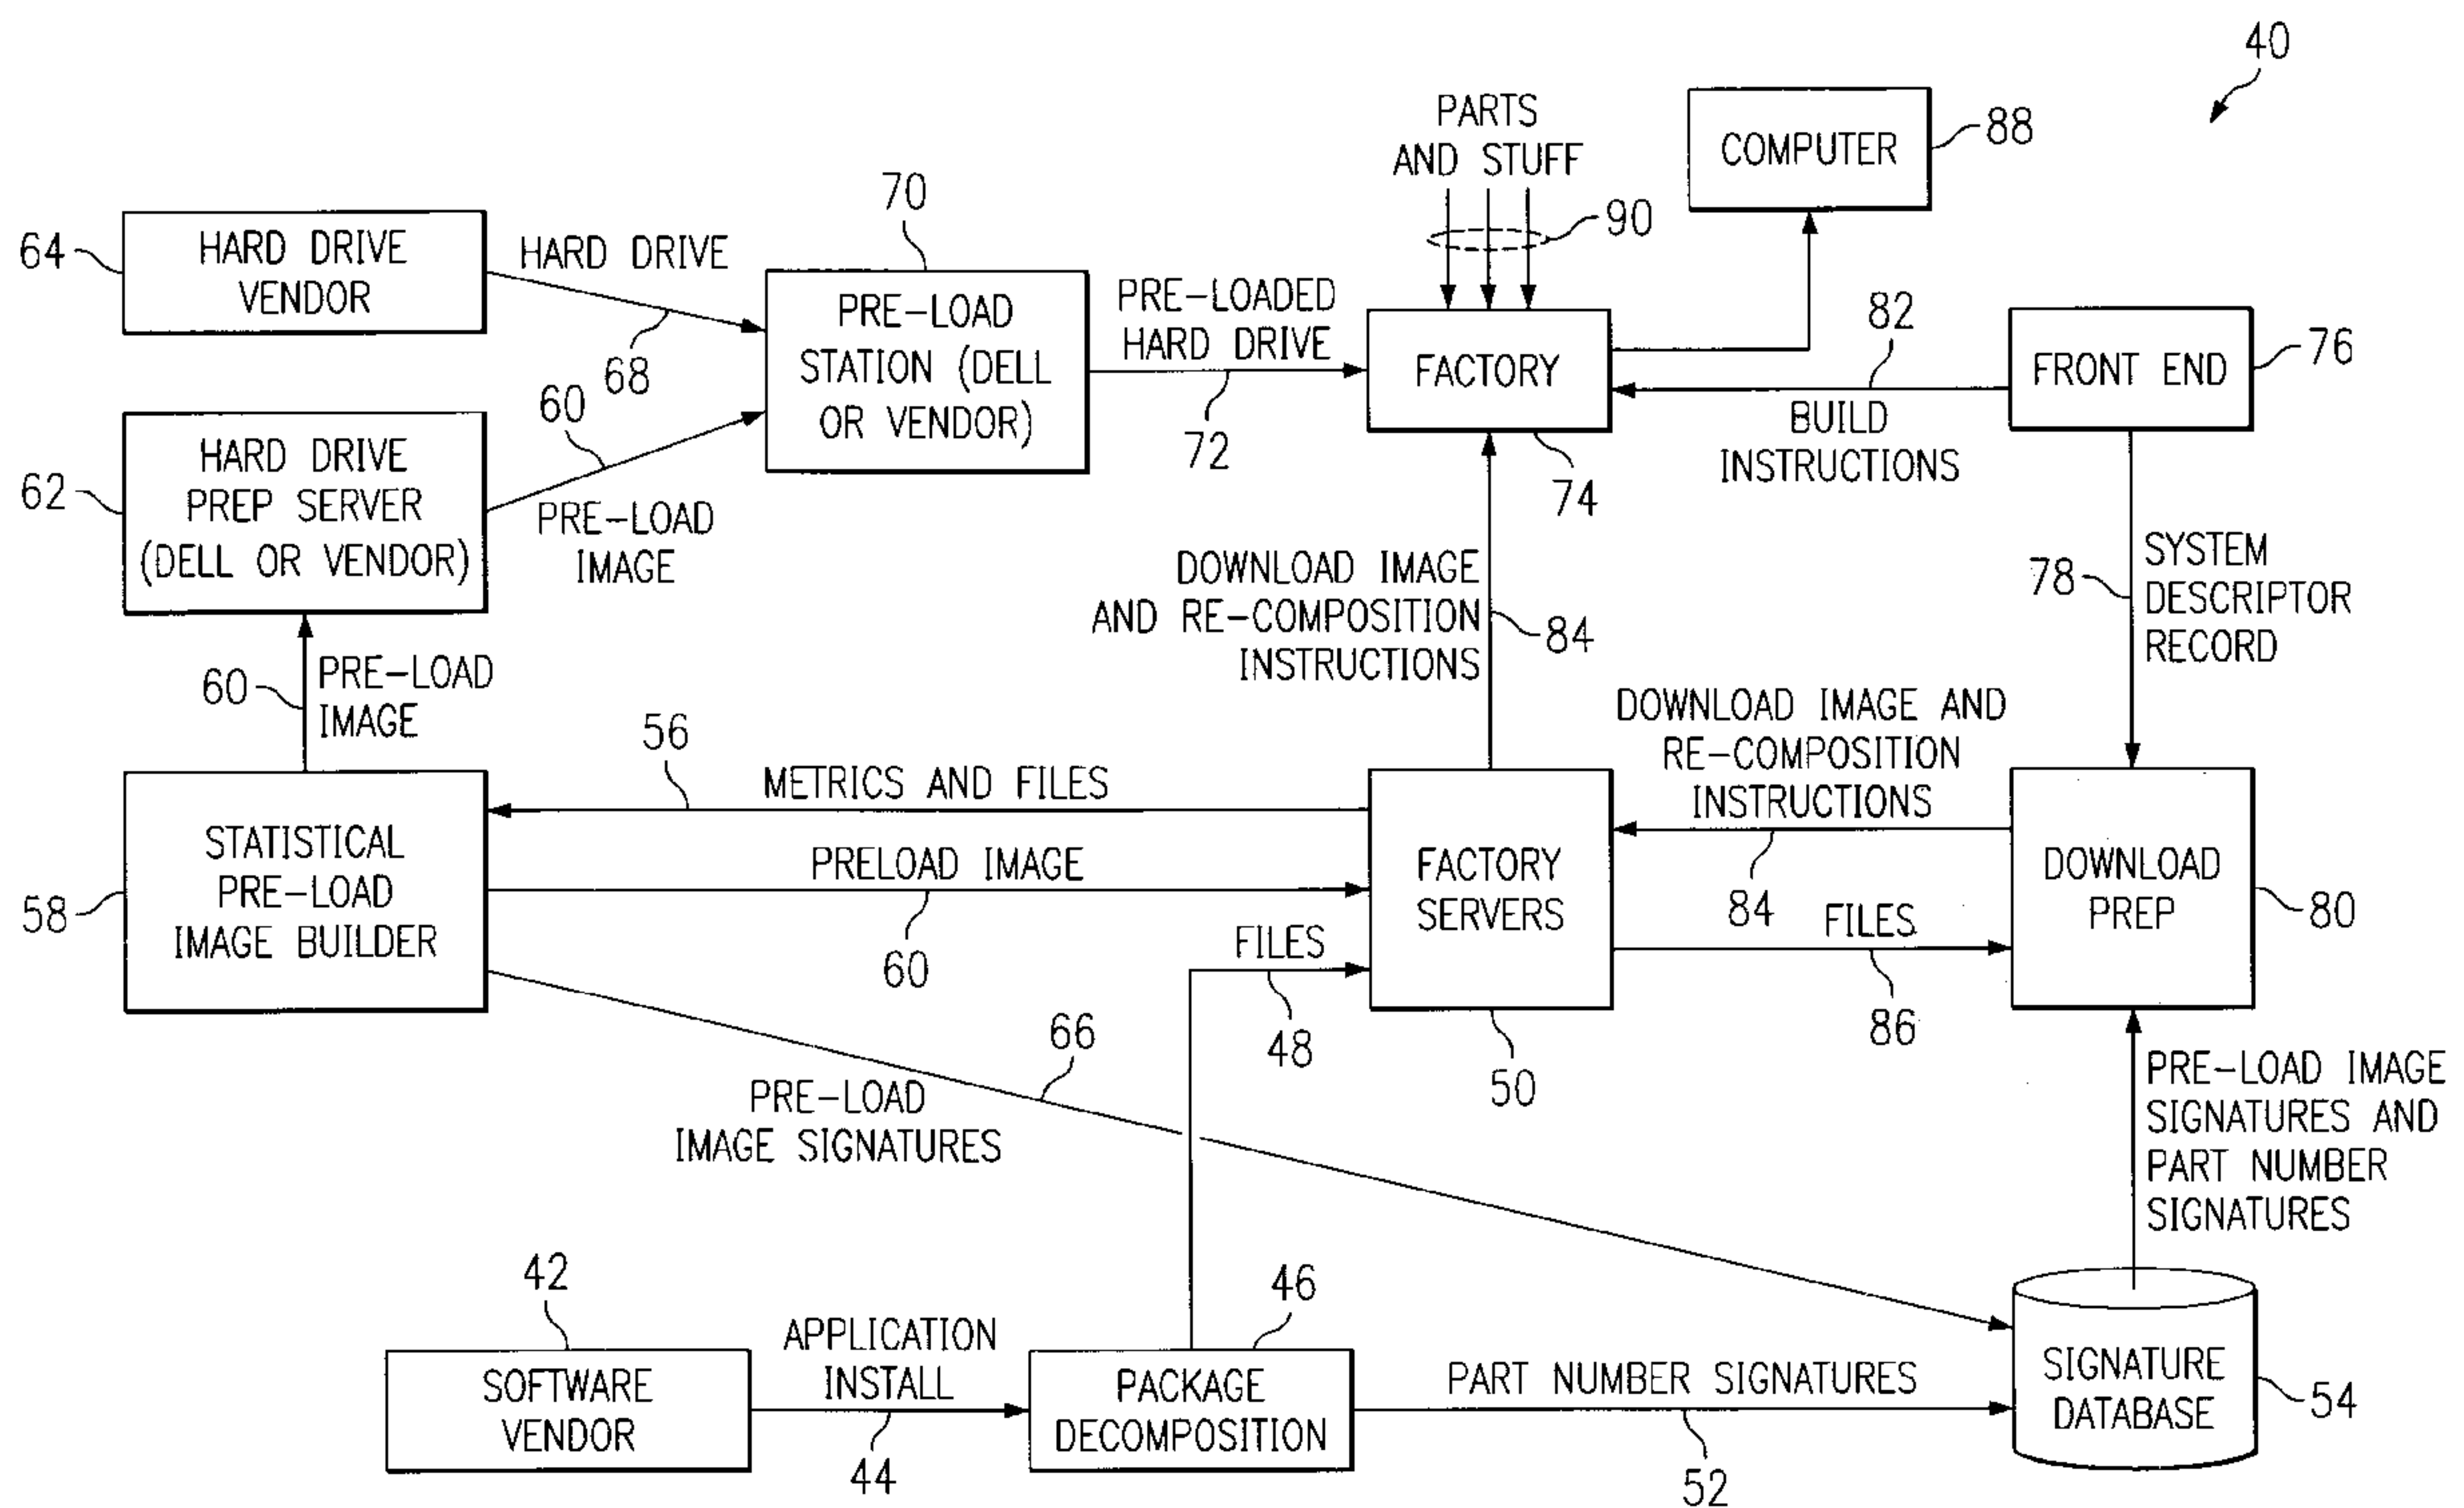 40
PARTS
AND STUFF
90
COMPUTER
88
64
HARD DRIVE
VENDOR
HARD DRIVE
68
70
PRE-LOAD
STATION (DELL
OR VENDOR)
PRE-LOADED
HARD DRIVE
72
FACTORY
74
82
BUILD
INSTRUCTIONS
FRONT END
76
62
HARD DRIVE
PREP SERVER
(DELL OR VENDOR)
60
PRE-LOAD
IMAGE
DOWNLOAD IMAGE
AND RE-COMPOSITION
INSTRUCTIONS
84
78
SYSTEM
DESCRIPTOR
RECORD
60
PRE-LOAD
IMAGE
56
METRICS AND FILES
DOWNLOAD IMAGE AND
RE-COMPOSITION
INSTRUCTIONS
84
58
STATISTICAL
PRE-LOAD
IMAGE BUILDER
PRELOAD IMAGE
60
FACTORY
SERVERS
50
DOWNLOAD
PREP
80
FILES
48
FILES
86
66
PRE-LOAD
IMAGE SIGNATURES
PRE-LOAD IMAGE
SIGNATURES AND
PART NUMBER
SIGNATURES
42
SOFTWARE
VENDOR
APPLICATION
INSTALL
44
46
PACKAGE
DECOMPOSITION
PART NUMBER SIGNATURES
52
SIGNATURE
DATABASE
54